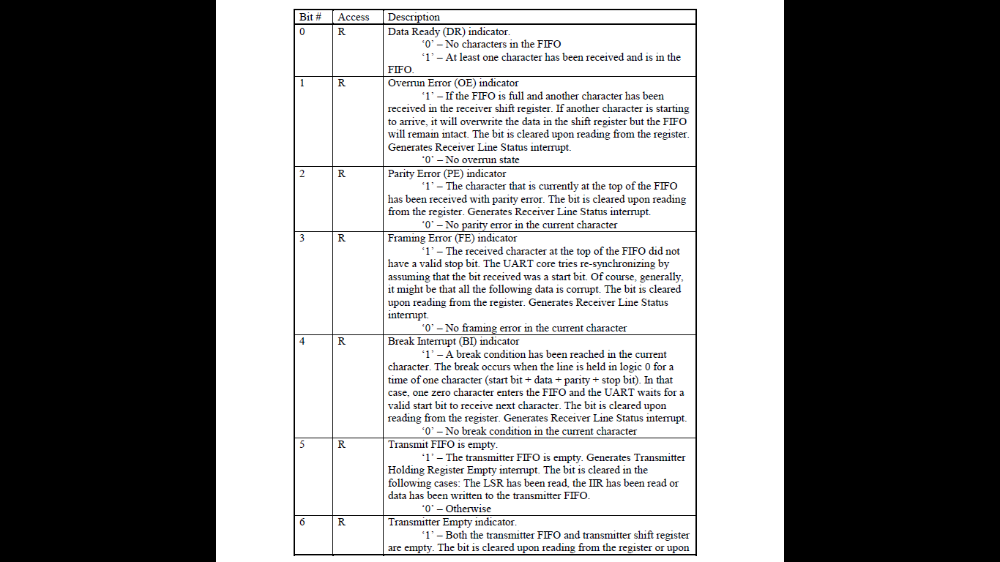 Bit # Access Description
0 R Data Ready (DR) indicator.
‘0’ – No characters in the FIFO
‘1’ – At least one character has been received and is in the
FIFO.
1 R Overrun Error (OE) indicator
‘1’ – If the FIFO is full and another character has been
received in the receiver shift register. If another character is starting
to arrive, it will overwrite the data in the shift register but the FIFO
will remain intact. The bit is cleared upon reading from the register.
Generates Receiver Line Status interrupt.
‘0’ – No overrun state
2 R Parity Error (PE) indicator
‘1’ – The character that is currently at the top of the FIFO
has been received with parity error. The bit is cleared upon reading
from the register. Generates Receiver Line Status interrupt.
‘0’ – No parity error in the current character
3 R Framing Error (FE) indicator
‘1’ – The received character at the top of the FIFO did not
have a valid stop bit. The UART core tries re-synchronizing by
assuming that the bit received was a start bit. Of course, generally,
it might be that all the following data is corrupt. The bit is cleared
upon reading from the register. Generates Receiver Line Status
interrupt.
‘0’ – No framing error in the current character
4 R Break Interrupt (BI) indicator
‘1’ – A break condition has been reached in the current
character. The break occurs when the line is held in logic 0 for a
time of one character (start bit + data + parity + stop bit). In that
case, one zero character enters the FIFO and the UART waits for a
valid start bit to receive next character. The bit is cleared upon
reading from the register. Generates Receiver Line Status interrupt.
‘0’ – No break condition in the current character
5 R Transmit FIFO is empty.
‘1’ – The transmitter FIFO is empty. Generates Transmitter
Holding Register Empty interrupt. The bit is cleared in the
following cases: The LSR has been read, the IIR has been read or
data has been written to the transmitter FIFO.
‘0’ – Otherwise
6 R Transmitter Empty indicator.
‘1’ – Both the transmitter FIFO and transmitter shift register
are empty. The bit is cleared upon reading from the register or upon